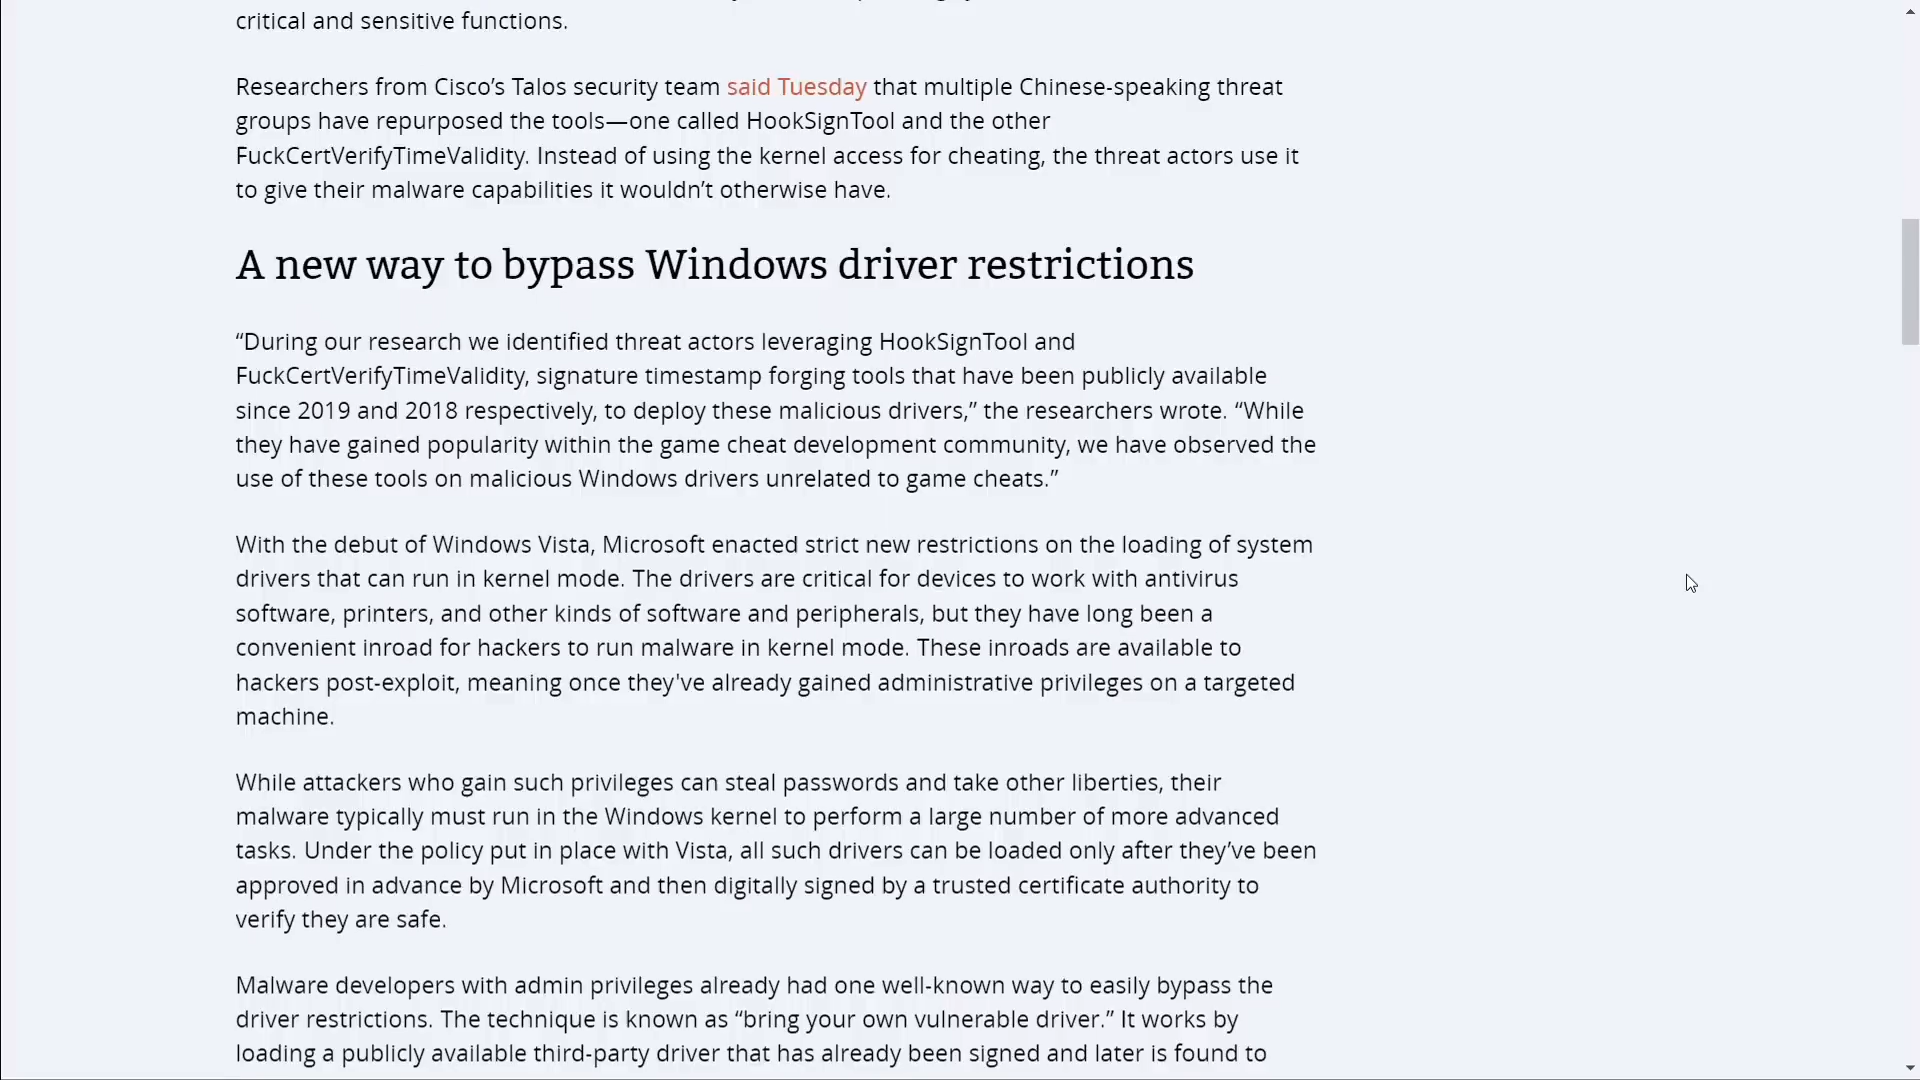 critical and sensitive functions.
Researchers from Cisco’s Talos security team said Tuesday that multiple Chinese-speaking threat
groups have repurposed the tools—one called HookSignTool and the other
FuckCertVerifyTimeValidity. Instead of using the kernel access for cheating, the threat actors use it
to give their malware capabilities it wouldn’t otherwise have.
A new way to bypass Windows driver restrictions
“During our research we identified threat actors leveraging HookSignTool and
FuckCertVerifyTimeValidity, signature timestamp forging tools that have been publicly available
since 2019 and 2018 respectively, to deploy these malicious drivers,” the researchers wrote. “While
they have gained popularity within the game cheat development community, we have observed the
use of these tools on malicious Windows drivers unrelated to game cheats.”
With the debut of Windows Vista, Microsoft enacted strict new restrictions on the loading of system
drivers that can run in kernel mode. The drivers are critical for devices to work with antivirus
software, printers, and other kinds of software and peripherals, but they have long been a
convenient inroad for hackers to run malware in kernel mode. These inroads are available to
hackers post-exploit, meaning once they've already gained administrative privileges on a targeted
machine.
While attackers who gain such privileges can steal passwords and take other liberties, their
malware typically must run in the Windows kernel to perform a large number of more advanced
tasks. Under the policy put in place with Vista, all such drivers can be loaded only after they’ve been
approved in advance by Microsoft and then digitally signed by a trusted certificate authority to
verify they are safe.
Malware developers with admin privileges already had one well-known way to easily bypass the
driver restrictions. The technique is known as “bring your own vulnerable driver.” It works by
loading a publicly available third-party driver that has already been signed and later is found to